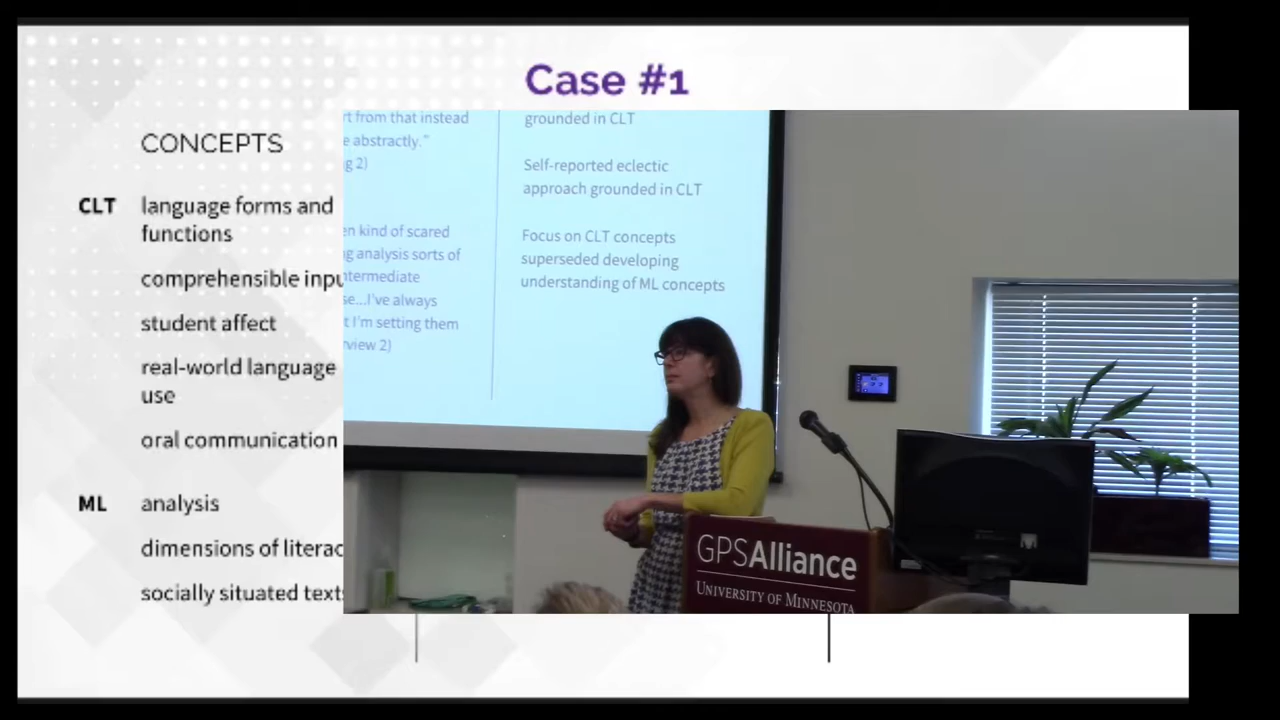 Case #1
CONCEPTS
CLT language forms and
functions
comprehensible inpu
student affect
real-world language
use
oral communication
ML analysis
dimensions of literac
socially situated text
rt from that instead
e abstractly."
g 2)
en kind of scared
ng analysis sorts of
ntermediate
se...I've always
t I'm setting them
rview 2)
grounded in CLT
Self-reported eclectic
approach grounded in CLT
Focus on CLT concepts
superseded developing
understanding of ML concepts
GPSAlliance
UNIVERSITY OF MINNESOTA